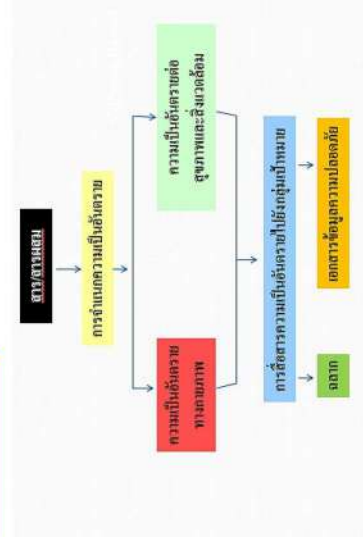 สาร/สารผสม
การจำแนกความเป็นอันตราย
ความเป็นอันตราย
ทางกายภาพ
ความเป็นอันตรายต่อ
สุขภาพและสิ่งแวดล้อม
การสื่อสารความเป็นอันตรายไปยังกลุ่มเป้าหมาย
ฉลาก
เอกสารข้อมูลความปลอดภัย